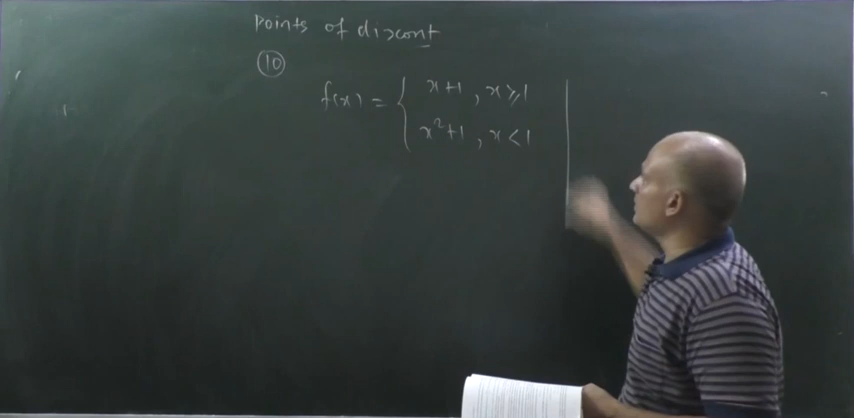 Points of discont
(10)
f(x) = { x+1 , x ≥ 1
x²+1 , x < 1